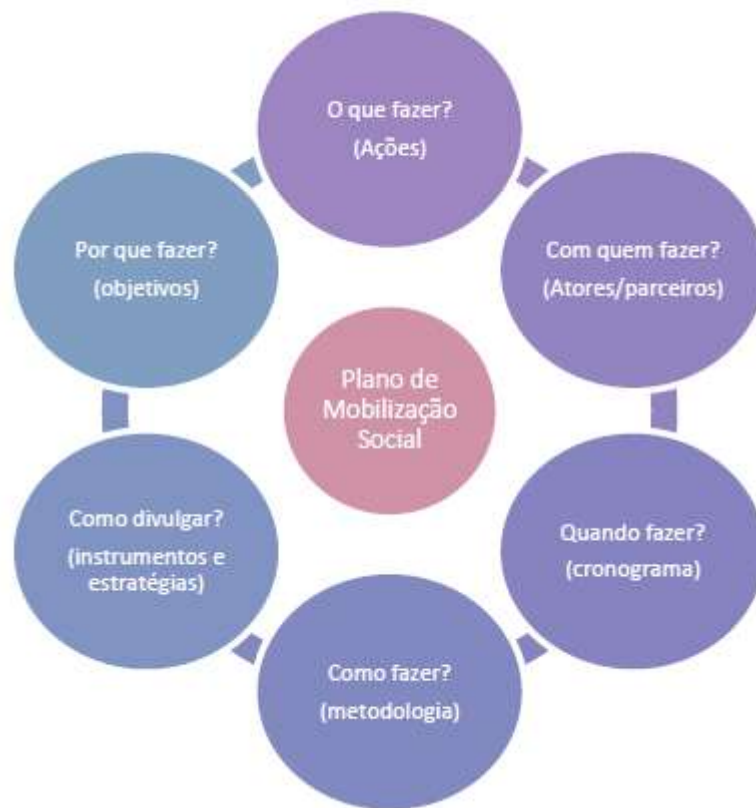 O que fazer?
(Ações)
Com quem fazer?
(Atores/parceiros)
Quando fazer?
(cronograma)
Como fazer?
(metodologia)
Como divulgar?
(instrumentos e
estratégias)
Por que fazer?
(objetivos)
Plano de
Mobilização
Social